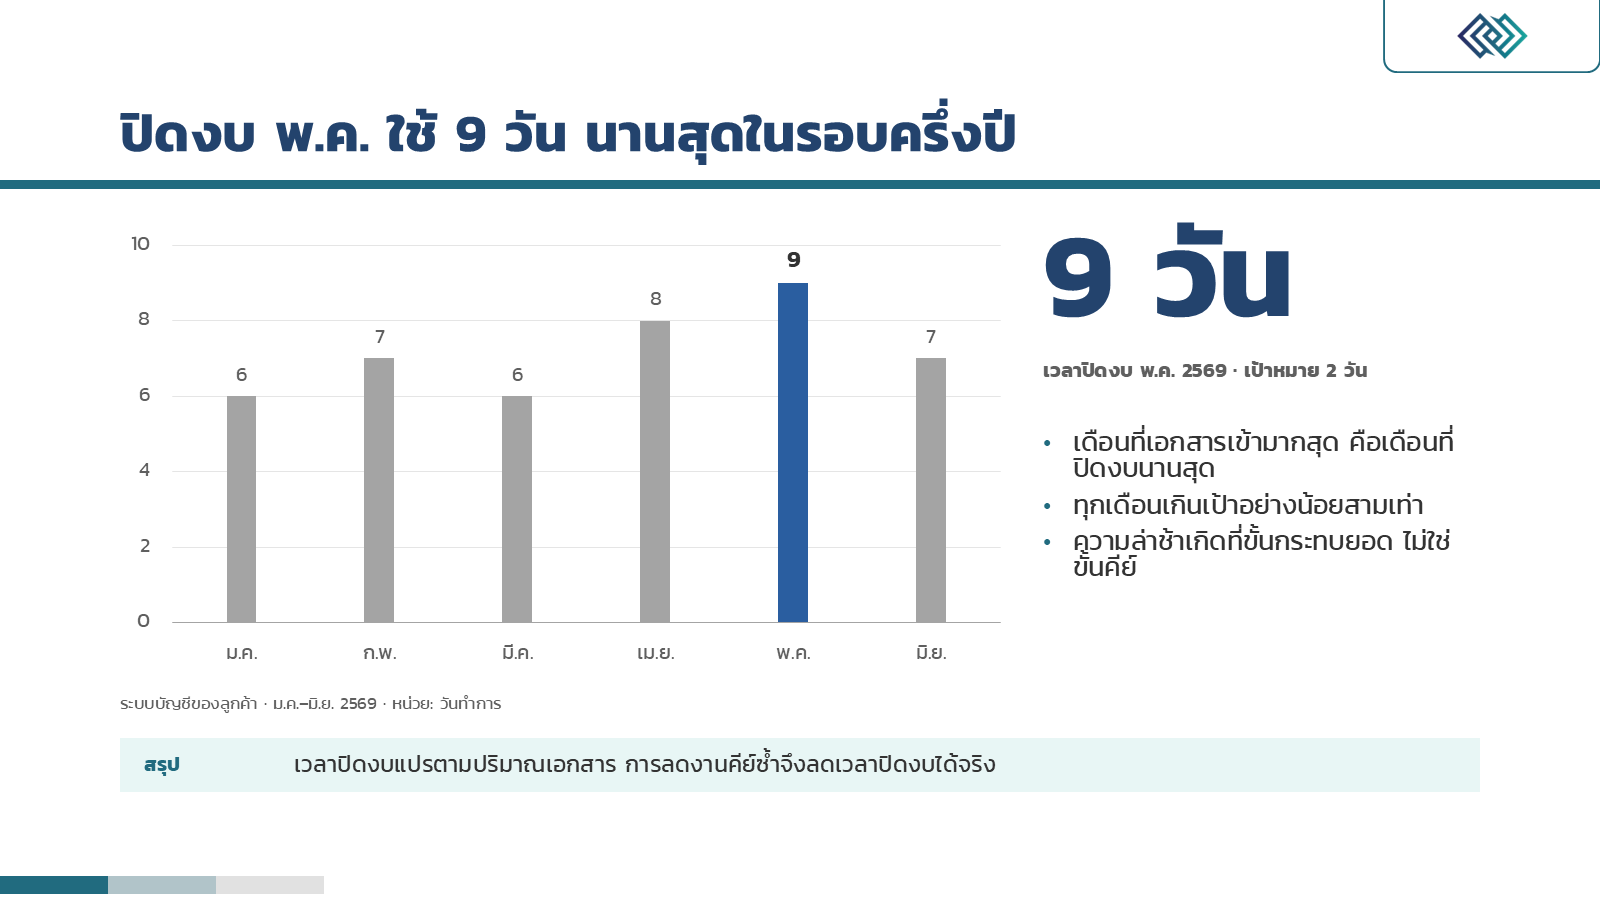 ปิดงบ พ.ค. ใช้ 9 วัน นานสุดในรอบครึ่งปี
10
8
6
4
2
0
6
7
6
8
9
7
ม.ค.
ก.พ.
มี.ค.
เม.ย.
พ.ค.
มิ.ย.
9 วัน
เวลาปิดงบ พ.ค. 2569 · เป้าหมาย 2 วัน
• เดือนที่เอกสารเข้ามากสุด คือเดือนที่
ปิดงบนานสุด
• ทุกเดือนเกินเป้าอย่างน้อยสามเท่า
• ความล่าช้าเกิดที่ขั้นกระทบยอด ไม่ใช่
ขั้นคีย์
ระบบบัญชีของลูกค้า · ม.ค.–มิ.ย. 2569 · หน่วย: วันทำการ
สรุป
เวลาปิดงบแปรตามปริมาณเอกสาร การลดงานคีย์ซ้ำจึงลดเวลาปิดงบได้จริง